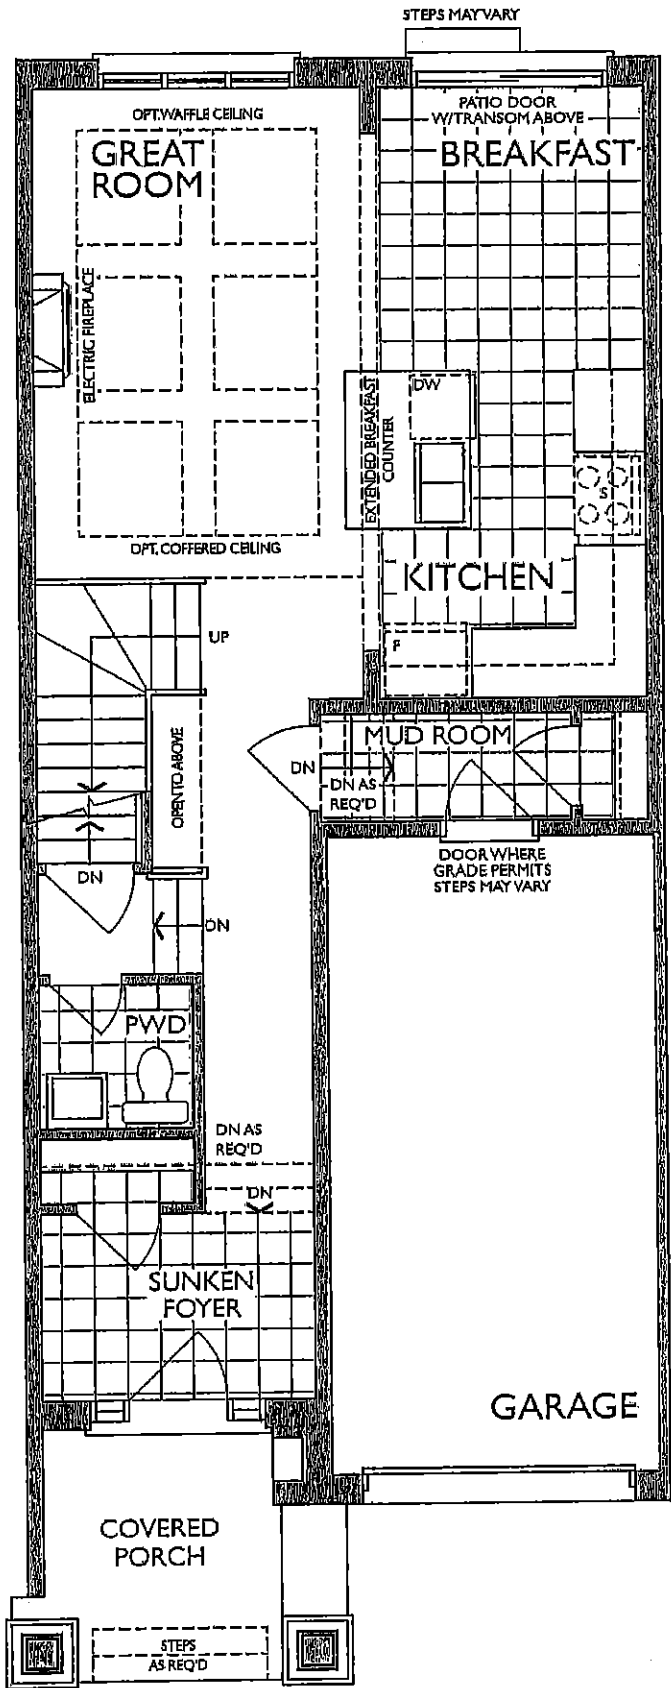 STEPS MAY VARY
OPT. WAFFLE CEILING
GREAT
ROOM
PATIO DOOR
W/TRANSOM ABOVE
BREAKFAST
ELECTRIC FIREPLACE
DW
EXTENDED BREAKFAST
COUNTER
S
OPT. COFFERED CEILING
KITCHEN
UP
F
OPEN TO ABOVE
MUD ROOM
DN
DN AS
REQ'D
DOOR WHERE
GRADE PERMITS
STEPS MAY VARY
DN
DN
PWD
DN AS
REQ'D
DN
SUNKEN
FOYER
GARAGE
COVERED
PORCH
STEPS
AS REQ'D